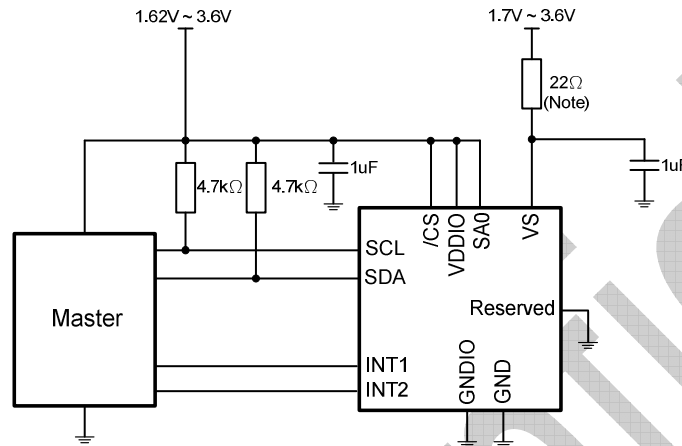 1.62V ~ 3.6V
1.7V ~ 3.6V
22Ω
(Note)
4.7kΩ
4.7kΩ
1uF
1uF
/CS
VDDIO
SA0
VS
SCL
SDA
Reserved
Master
INT1
INT2
GNDIO
GND